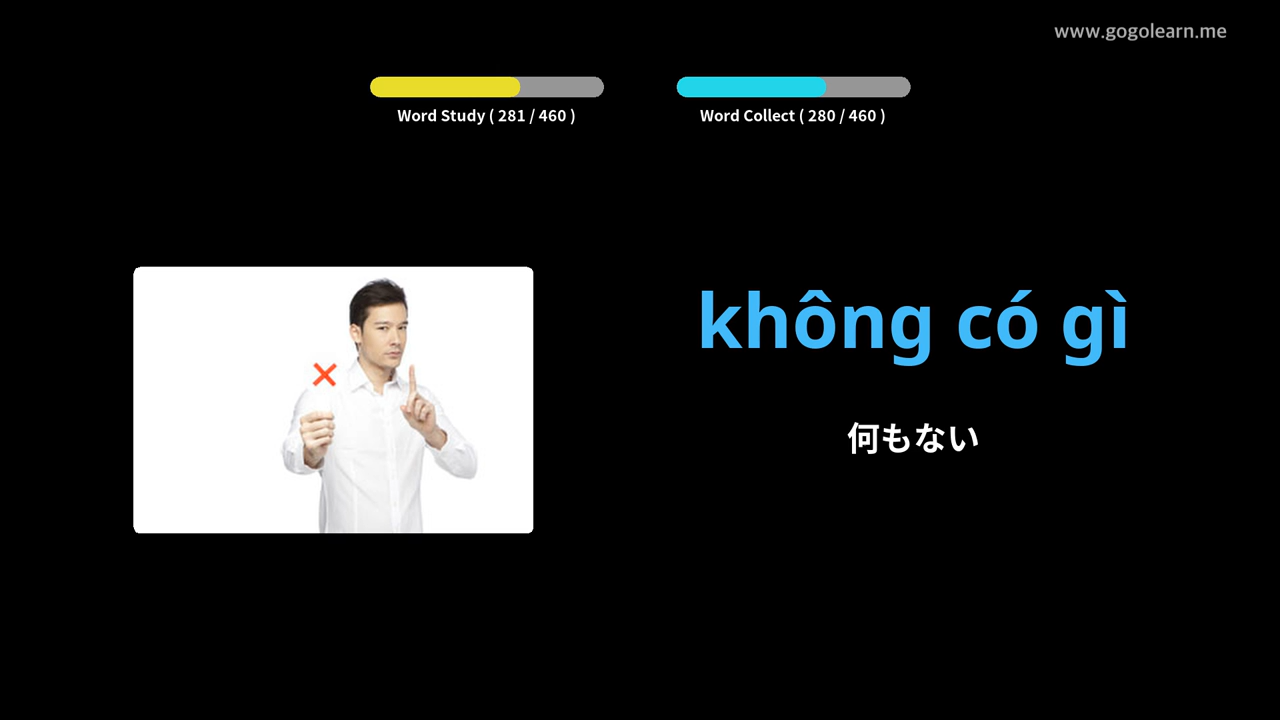 www.gogolearn.me
Word Study ( 281 / 460 )
Word Collect ( 280 / 460 )
không có gì
何もない